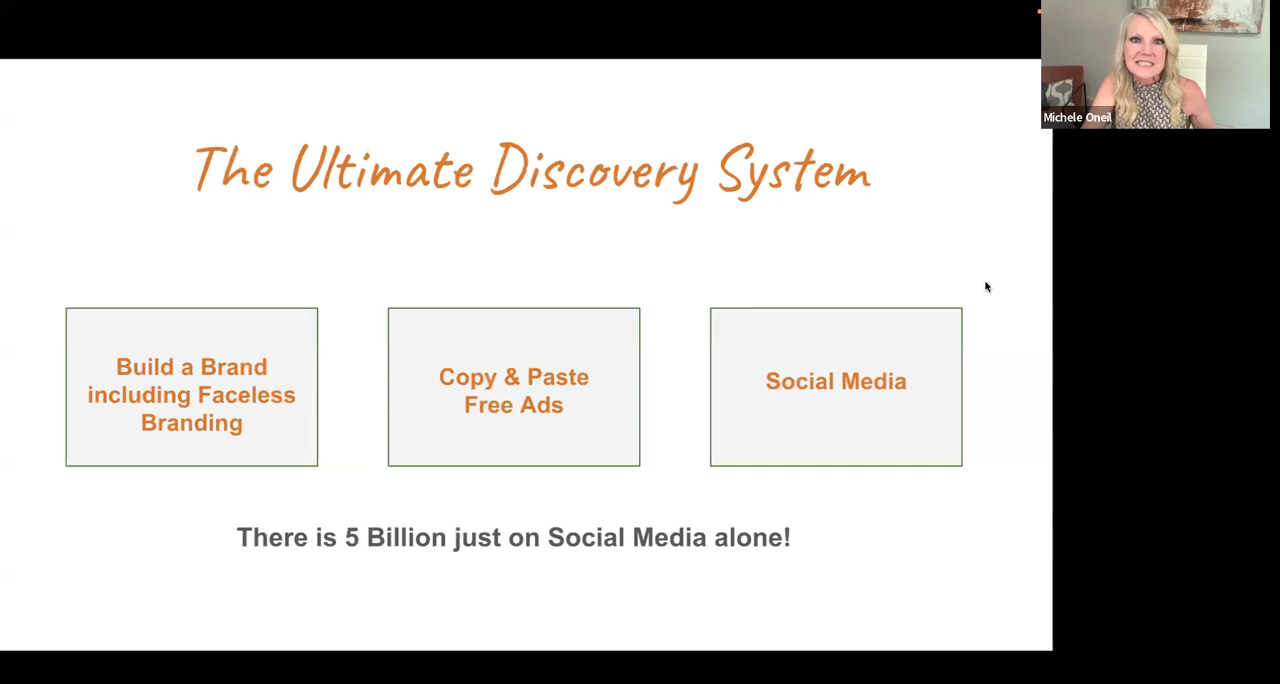 The Ultimate Discovery System
Michele Oneil
Build a Brand
including Faceless
Branding
Copy & Paste
Free Ads
Social Media
There is 5 Billion just on Social Media alone!